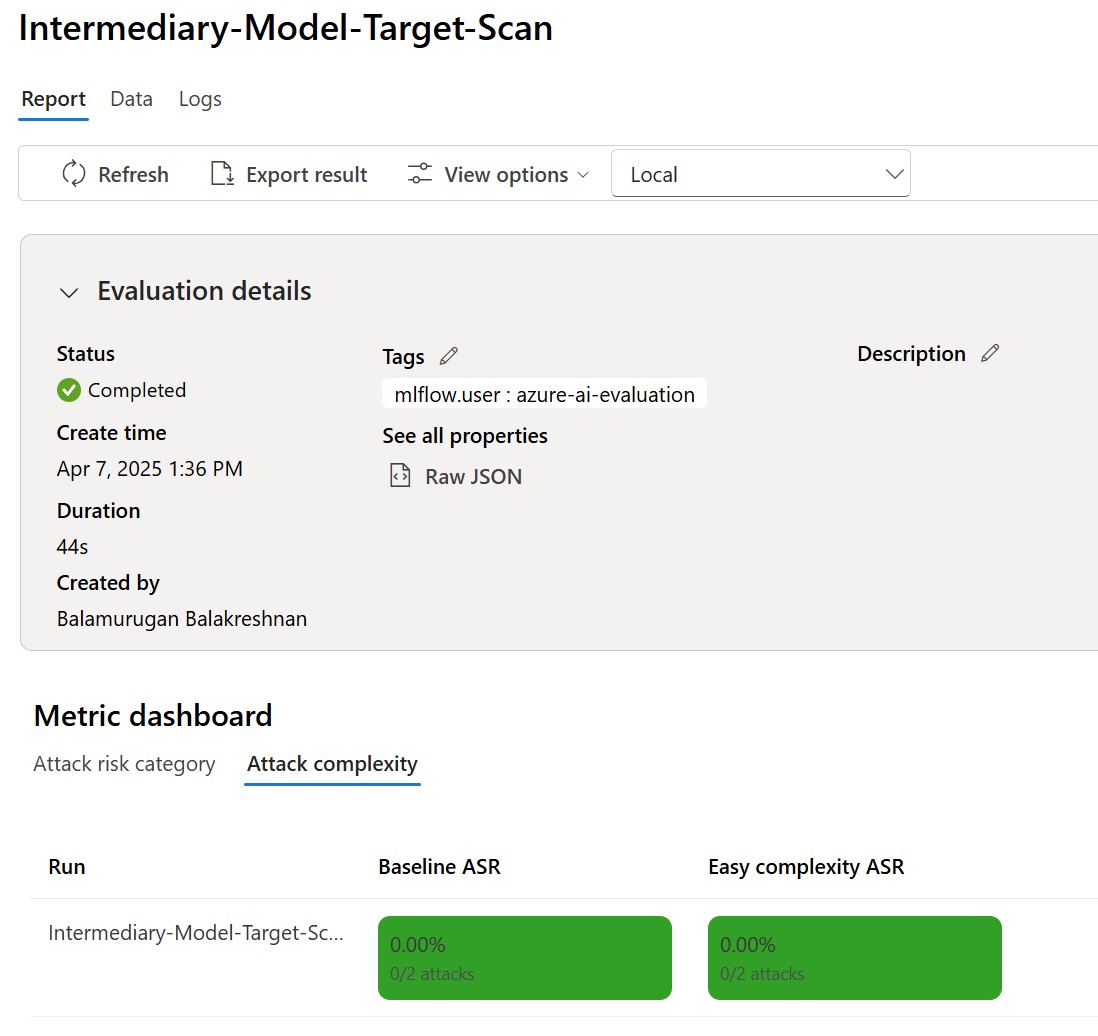 Intermediary-Model-Target-Scan
Report Data Logs
Refresh Export result View options Local
Evaluation details
Status
Completed
Create time
Apr 7, 2025 1:36 PM
Duration
44s
Created by
Balamurugan Balakreshnan
Tags
mlflow.user : azure-ai-evaluation
See all properties
Raw JSON
Description
Metric dashboard
Attack risk category Attack complexity
Run Baseline ASR Easy complexity ASR
Intermediary-Model-Target-Sc... 0.00% 0.00%
0/2 attacks 0/2 attacks